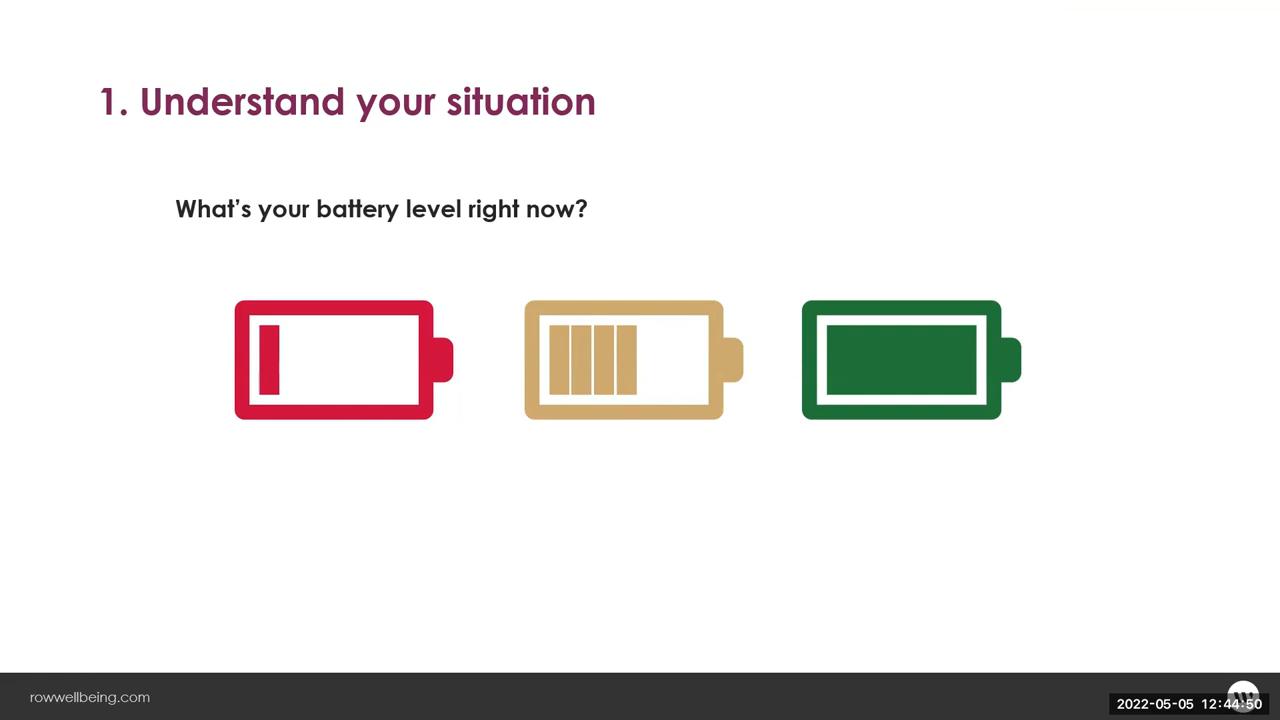 1. Understand your situation
What's your battery level right now?
rowwellbeing.com
2022-05-05 12:44:50